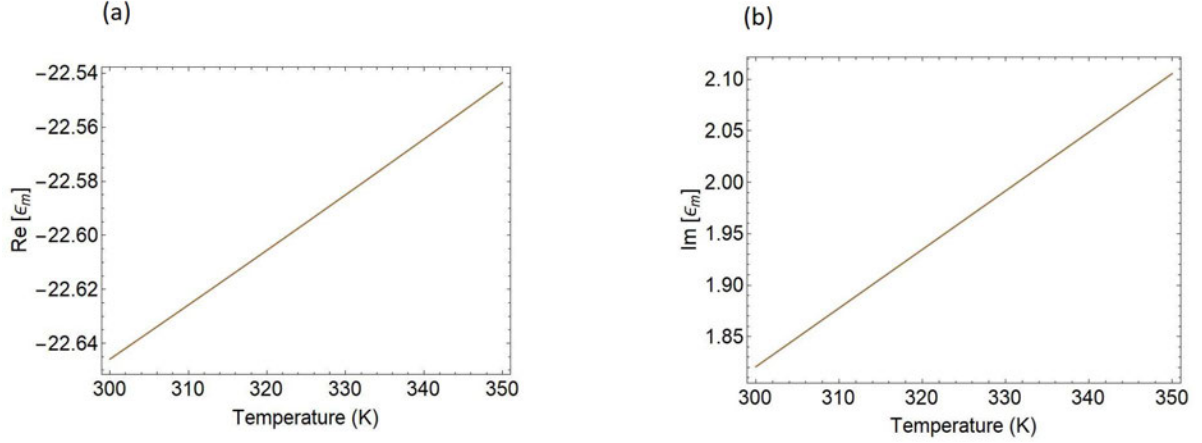 (a)
Re [ϵm]
−22.54
−22.56
−22.58
−22.60
−22.62
−22.64
300 310 320 330 340 350
Temperature (K)
(b)
Im [ϵm]
2.10
2.05
2.00
1.95
1.90
1.85
300 310 320 330 340 350
Temperature (K)